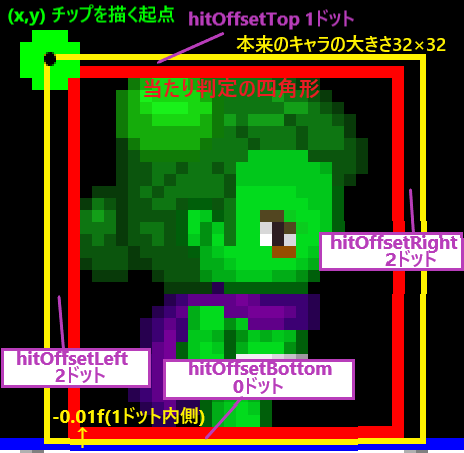 (x,y) チップを描く起点
hitOffsetTop 1ドット
本来のキャラの大きさ32×32
当たり判定の四角形
hitOffsetRight
2ドット
hitOffsetLeft
2ドット
hitOffsetBottom
0ドット
-0.01f(1ドット内側)
↑